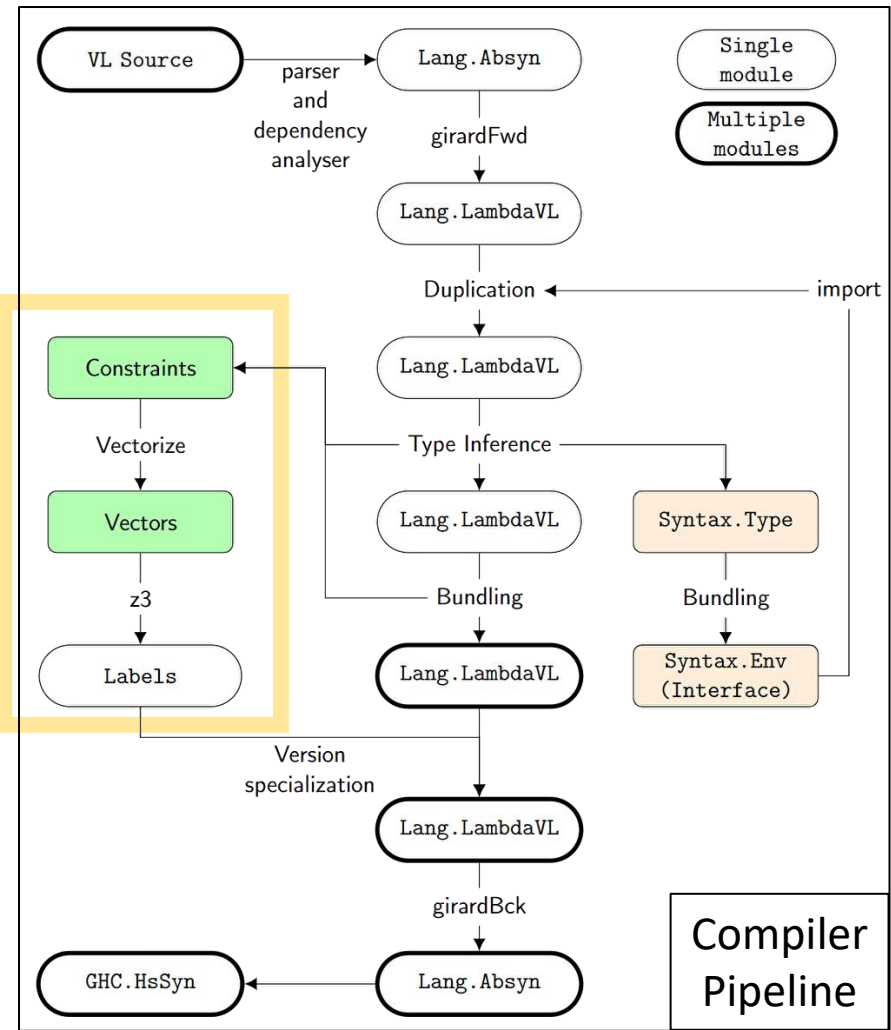 VL Source
parser
and
dependency
analyser
Lang.Absyn
Single
module
Multiple
modules
girardFwd
Lang.LambdaVL
Duplication
import
Lang.LambdaVL
Constraints
Vectorize
Type Inference
Vectors
Lang.LambdaVL
Syntax.Type
z3
Bundling
Bundling
Labels
Lang.LambdaVL
Syntax.Env
(Interface)
Version
specialization
Lang.LambdaVL
girardBck
GHC.HsSyn
Lang.Absyn
Compiler
Pipeline